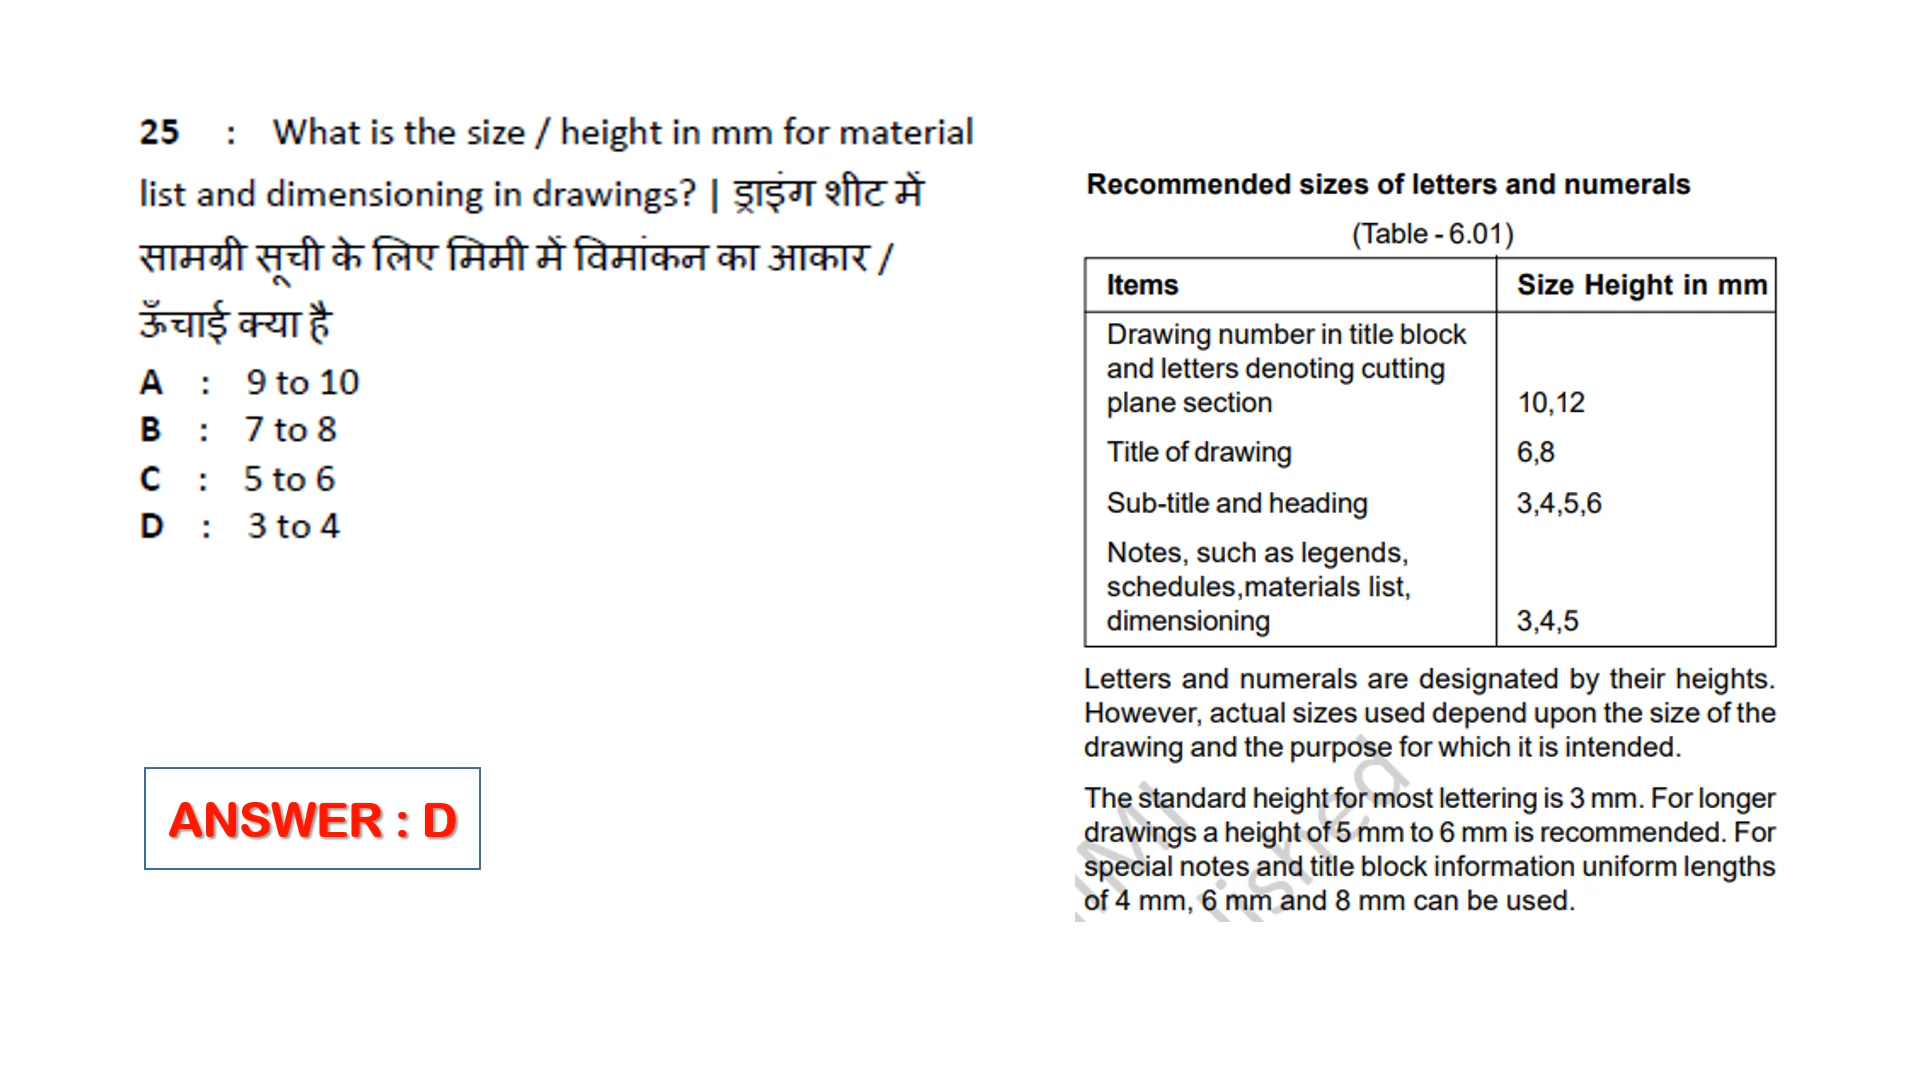 25 : What is the size / height in mm for material
list and dimensioning in drawings? | ड्राइंग शीट में
सामग्री सूची के लिए मिमी में विमांकन का आकार /
ऊँचाई क्या है
A : 9 to 10
B : 7 to 8
C : 5 to 6
D : 3 to 4
ANSWER : D
Recommended sizes of letters and numerals
(Table - 6.01)
Items Size Height in mm
Drawing number in title block
and letters denoting cutting
plane section 10,12
Title of drawing 6,8
Sub-title and heading 3,4,5,6
Notes, such as legends,
schedules,materials list,
dimensioning 3,4,5
Letters and numerals are designated by their heights.
However, actual sizes used depend upon the size of the
drawing and the purpose for which it is intended.
The standard height for most lettering is 3 mm. For longer
drawings a height of 5 mm to 6 mm is recommended. For
special notes and title block information uniform lengths
of 4 mm, 6 mm and 8 mm can be used.